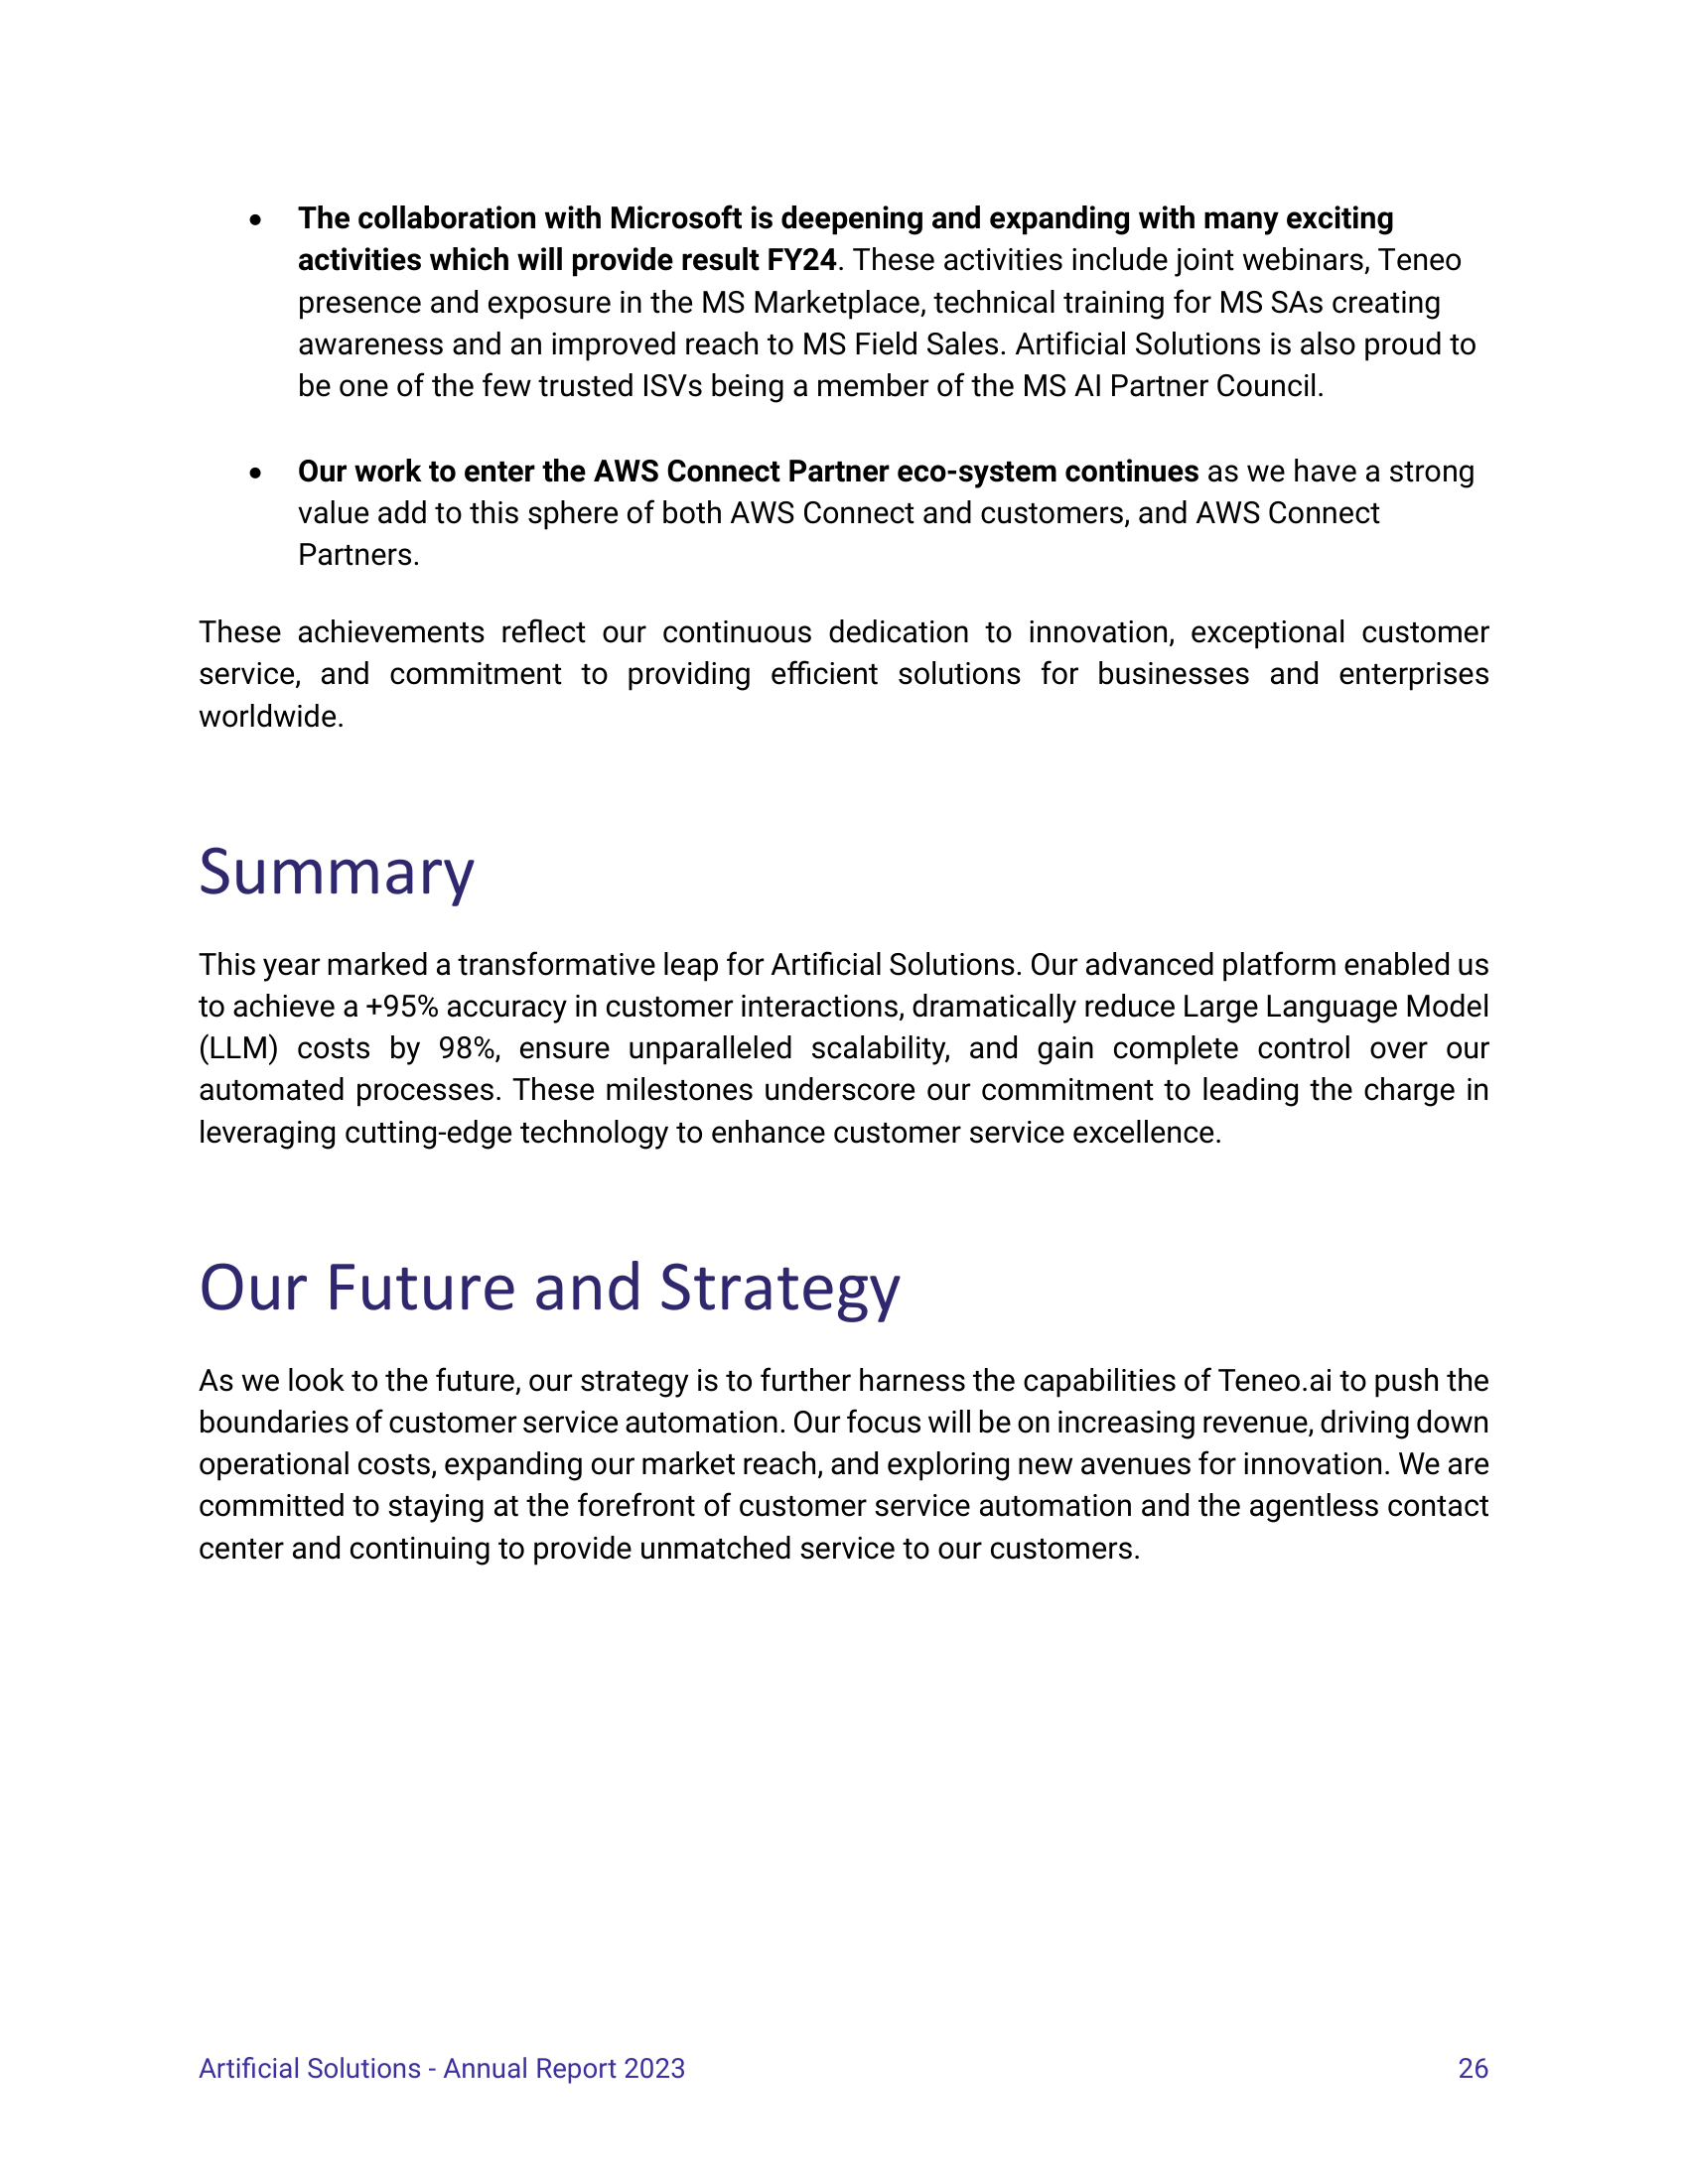 • The collaboration with Microsoft is deepening and expanding with many exciting
activities which will provide result FY24. These activities include joint webinars, Teneo
presence and exposure in the MS Marketplace, technical training for MS SAs creating
awareness and an improved reach to MS Field Sales. Artificial Solutions is also proud to
be one of the few trusted ISVs being a member of the MS AI Partner Council.
• Our work to enter the AWS Connect Partner eco-system continues as we have a strong
value add to this sphere of both AWS Connect and customers, and AWS Connect
Partners.
These achievements reflect our continuous dedication to innovation, exceptional customer
service, and commitment to providing efficient solutions for businesses and enterprises
worldwide.
Summary
This year marked a transformative leap for Artificial Solutions. Our advanced platform enabled us
to achieve a +95% accuracy in customer interactions, dramatically reduce Large Language Model
(LLM) costs by 98%, ensure unparalleled scalability, and gain complete control over our
automated processes. These milestones underscore our commitment to leading the charge in
leveraging cutting-edge technology to enhance customer service excellence.
Our Future and Strategy
As we look to the future, our strategy is to further harness the capabilities of Teneo.ai to push the
boundaries of customer service automation. Our focus will be on increasing revenue, driving down
operational costs, expanding our market reach, and exploring new avenues for innovation. We are
committed to staying at the forefront of customer service automation and the agentless contact
center and continuing to provide unmatched service to our customers.
Artificial Solutions - Annual Report 2023 26